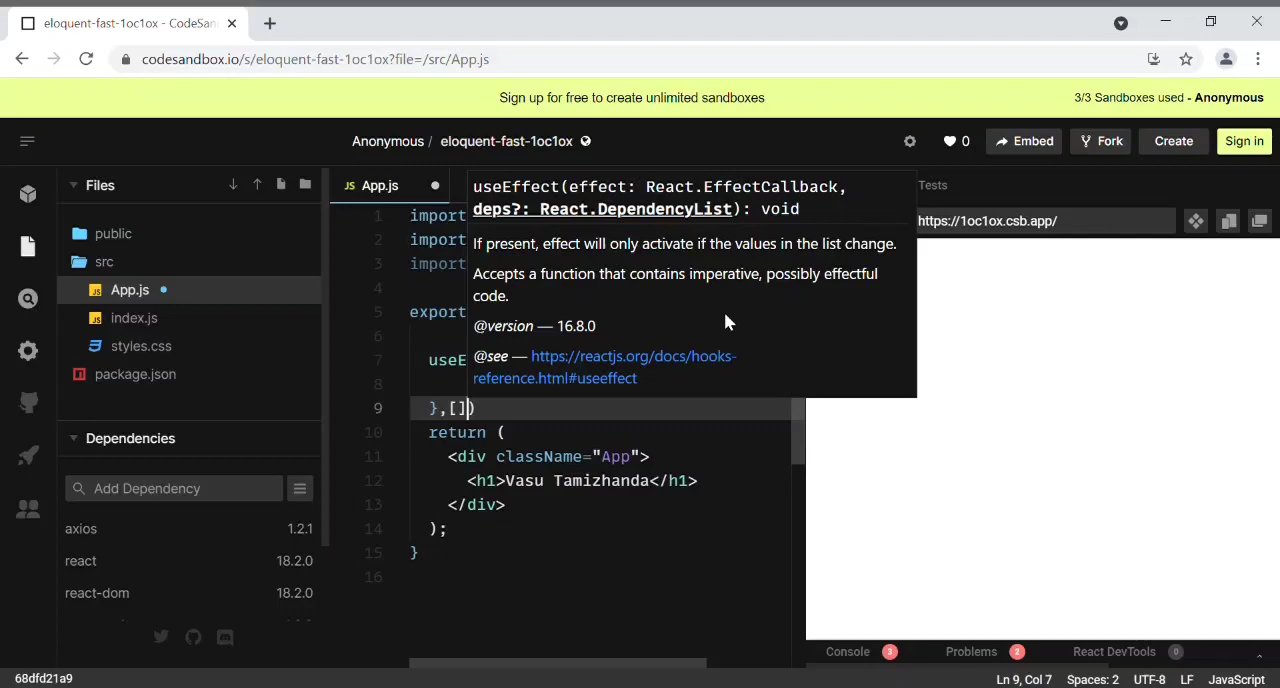 eloquent-fast-1oc1ox - CodeSan
codesandbox.io/s/eloquent-fast-1oc1ox?file=/src/App.js
Sign up for free to create unlimited sandboxes
3/3 Sandboxes used - Anonymous
Anonymous / eloquent-fast-1oc1ox
0
Embed
Fork
Create
Sign in
Files
public
src
JS App.js
JS index.js
styles.css
package.json
Dependencies
Add Dependency
axios 1.2.1
react 18.2.0
react-dom 18.2.0
JS App.js
1 import
2 import
3 import
4
5 export
6
7 useE
8
9 },[])
10 return (
11 <div className="App">
12 <h1>Vasu Tamizhanda</h1>
13 </div>
14 );
15 }
16
useEffect(effect: React.EffectCallback,
deps?: React.DependencyList): void
If present, effect will only activate if the values in the list change.
Accepts a function that contains imperative, possibly effectful
code.
@version — 16.8.0
@see — https://reactjs.org/docs/hooks-
reference.html#useeffect
Tests
https://1oc1ox.csb.app/
Console 3
Problems 2
React DevTools 0
68dfd21a9
Ln 9, Col 7
Spaces: 2
UTF-8
LF
JavaScript